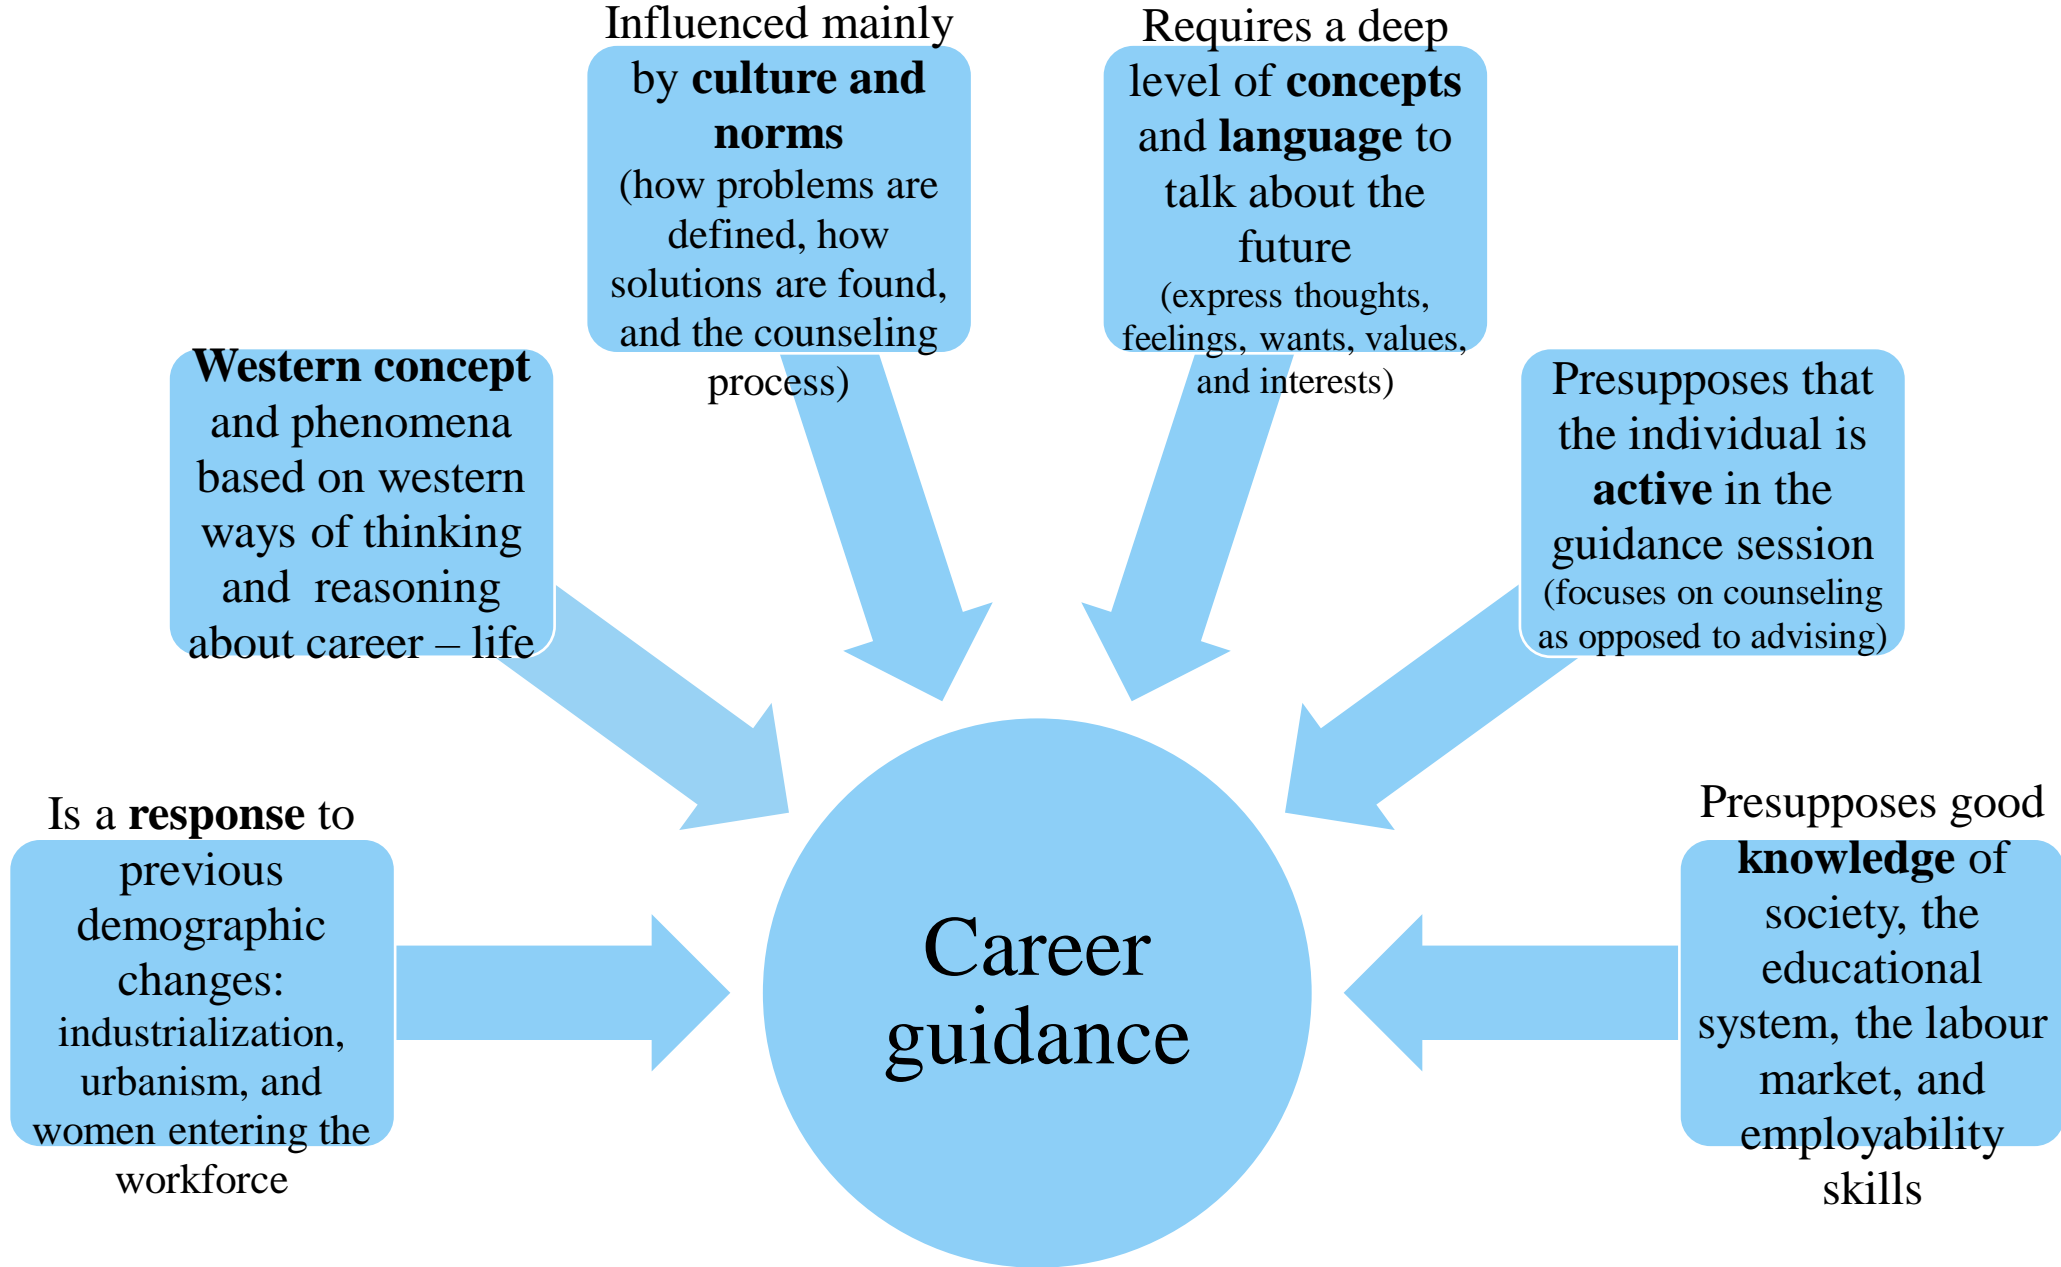 Influenced mainly
by culture and
norms
(how problems are
defined, how
solutions are found,
and the counseling
process)
Requires a deep
level of concepts
and language to
talk about the
future
(express thoughts,
feelings, wants, values,
and interests)
Western concept
and phenomena
based on western
ways of thinking
and reasoning
about career – life
Presupposes that
the individual is
active in the
guidance session
(focuses on counseling
as opposed to advising)
Is a response to
previous
demographic
changes:
industrialization,
urbanism, and
women entering the
workforce
Career
guidance
Presupposes good
knowledge of
society, the
educational
system, the labour
market, and
employability
skills